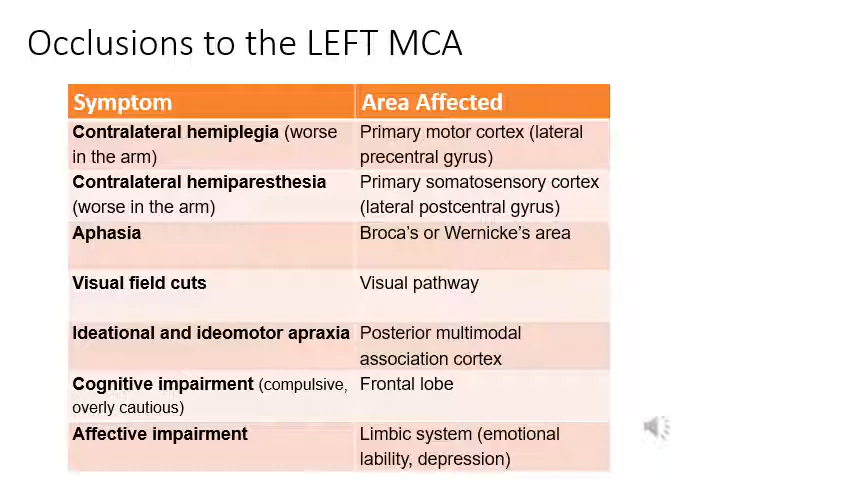 Occlusions to the LEFT MCA
Symptom Area Affected
Contralateral hemiplegia (worse Primary motor cortex (lateral
in the arm) precentral gyrus)
Contralateral hemiparesthesia Primary somatosensory cortex
(worse in the arm) (lateral postcentral gyrus)
Aphasia Broca's or Wernicke's area
Visual field cuts Visual pathway
Ideational and ideomotor apraxia Posterior multimodal
association cortex
Cognitive impairment (compulsive, Frontal lobe
overly cautious)
Affective impairment Limbic system (emotional
lability, depression)